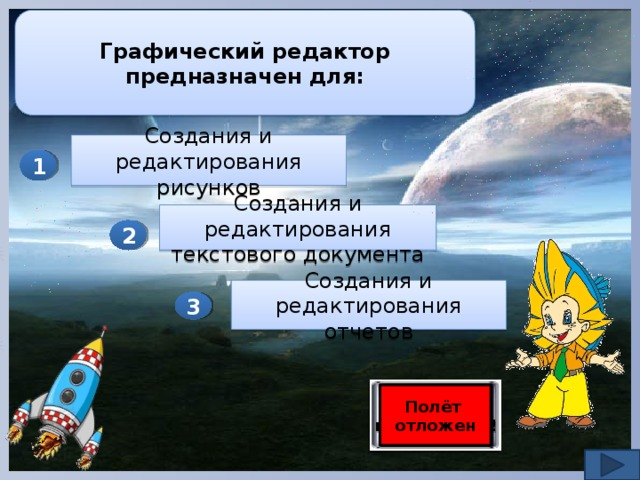 Графический редактор
предназначен для:
1
Создания и
редактирования
рисунков
2
Создания и
редактирования
текстового документа
3
Создания и
редактирования
отчетов
Полёт
отложен